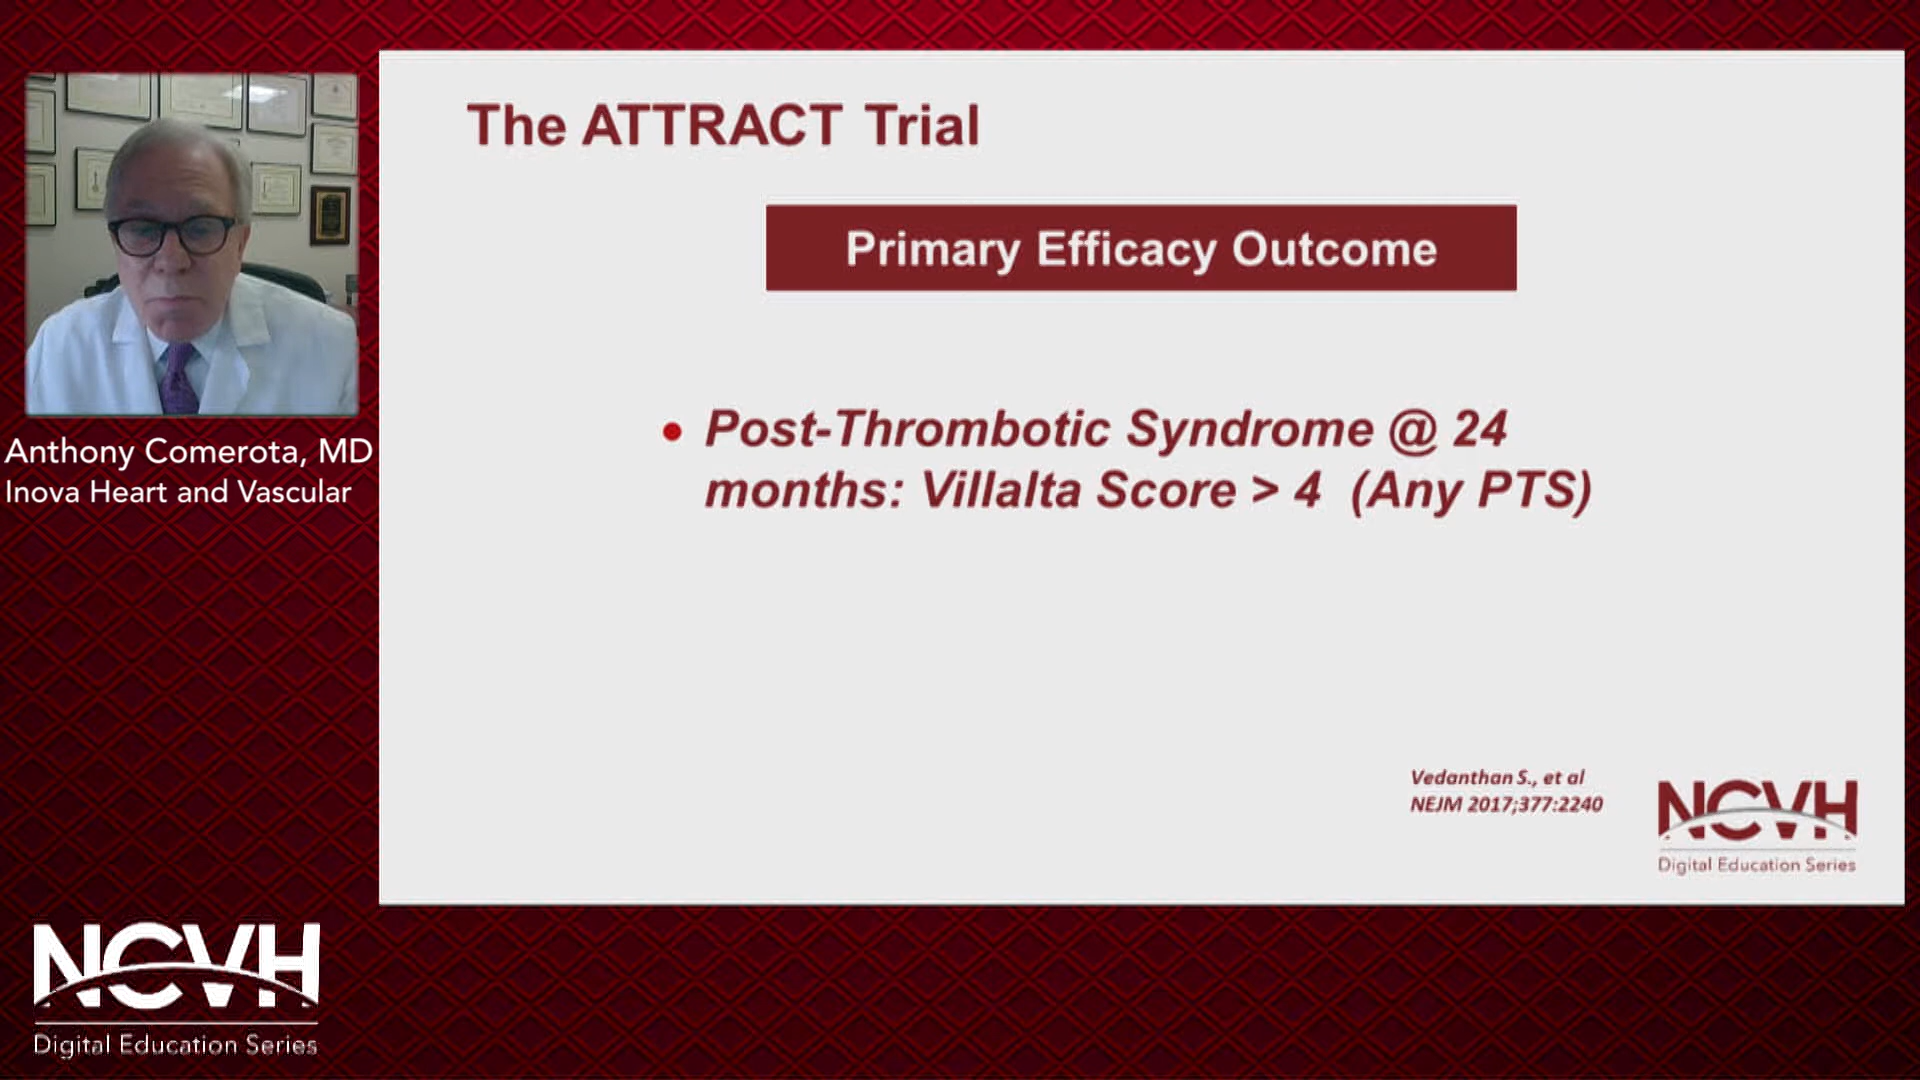 The ATTRACT Trial
Primary Efficacy Outcome
• Post-Thrombotic Syndrome @ 24
months: Villalta Score > 4 (Any PTS)
Vedanthan S., et al
NEJM 2017;377:2240
NCVH
Digital Education Series
Anthony Comerota, MD
Inova Heart and Vascular
NCVH
Digital Education Series